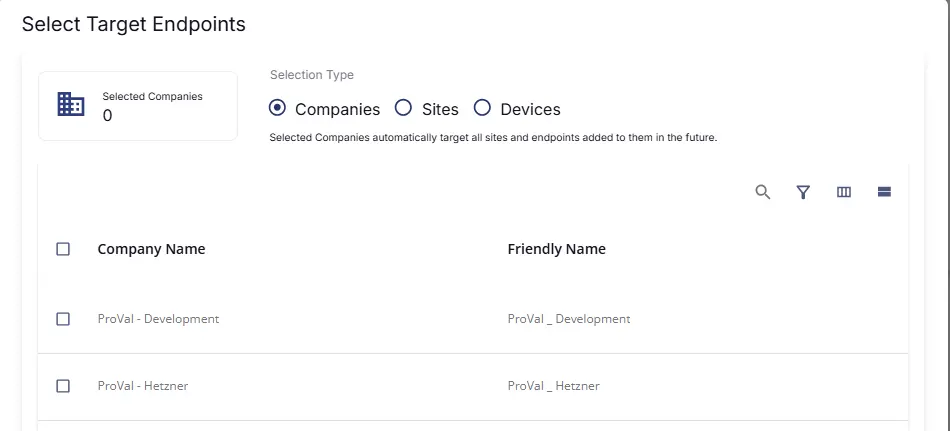 Select Target Endpoints
Selected Companies
0
Selection Type
Companies Sites Devices
Selected Companies automatically target all sites and endpoints added to them in the future.
Company Name Friendly Name
ProVal - Development ProVal _ Development
ProVal - Hetzner ProVal _ Hetzner